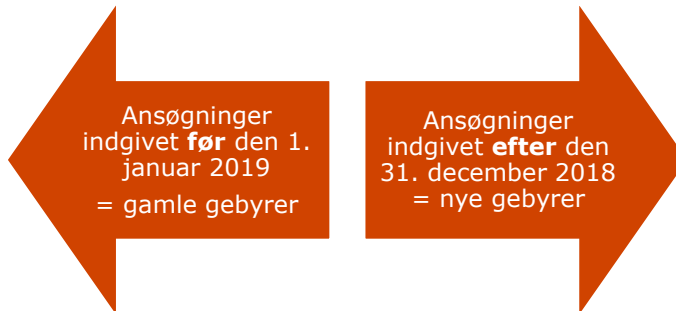 Ansøgninger
indgivet før den 1.
januar 2019
= gamle gebyrer
Ansøgninger
indgivet efter den
31. december 2018
= nye gebyrer